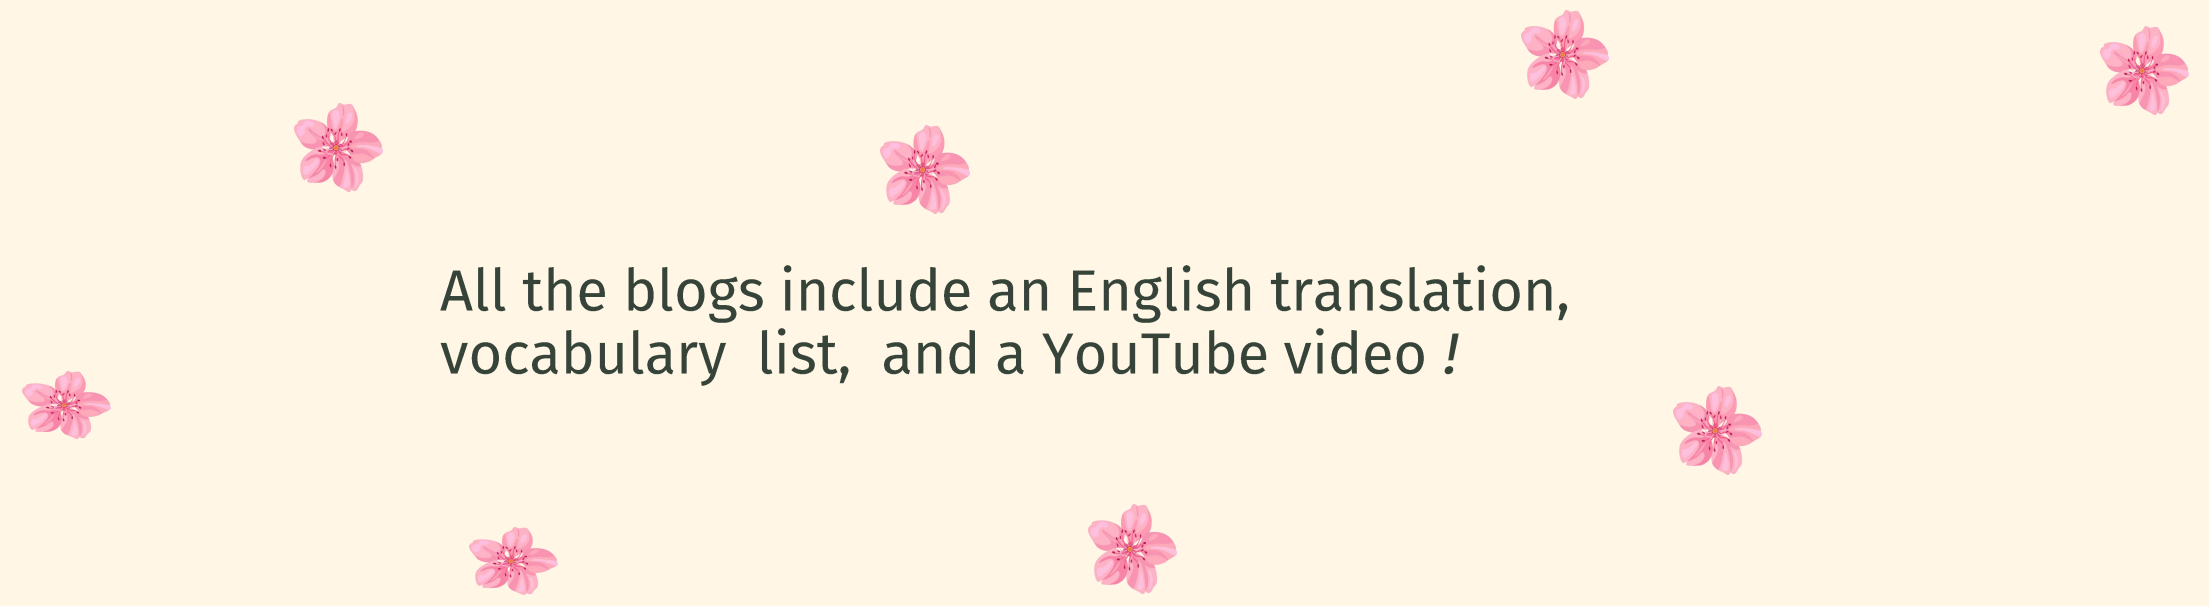 All the blogs include an English translation,
vocabulary  list,  and a YouTube video !